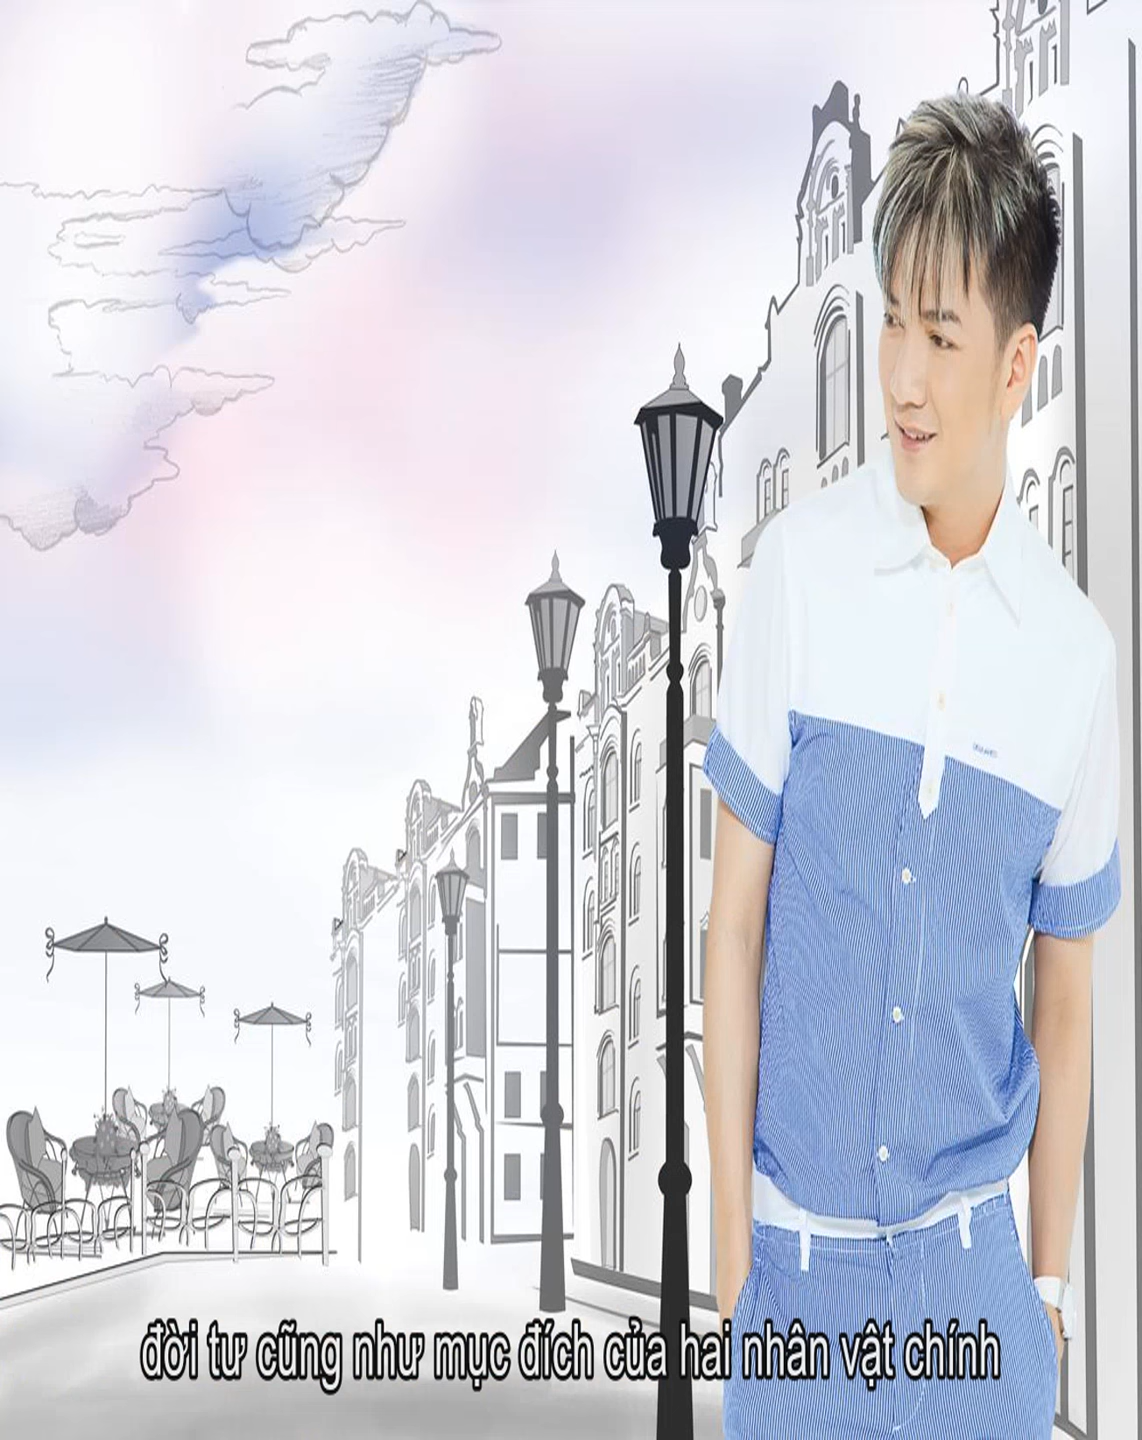 đời tư cũng như mục đích của hai nhân vật chính